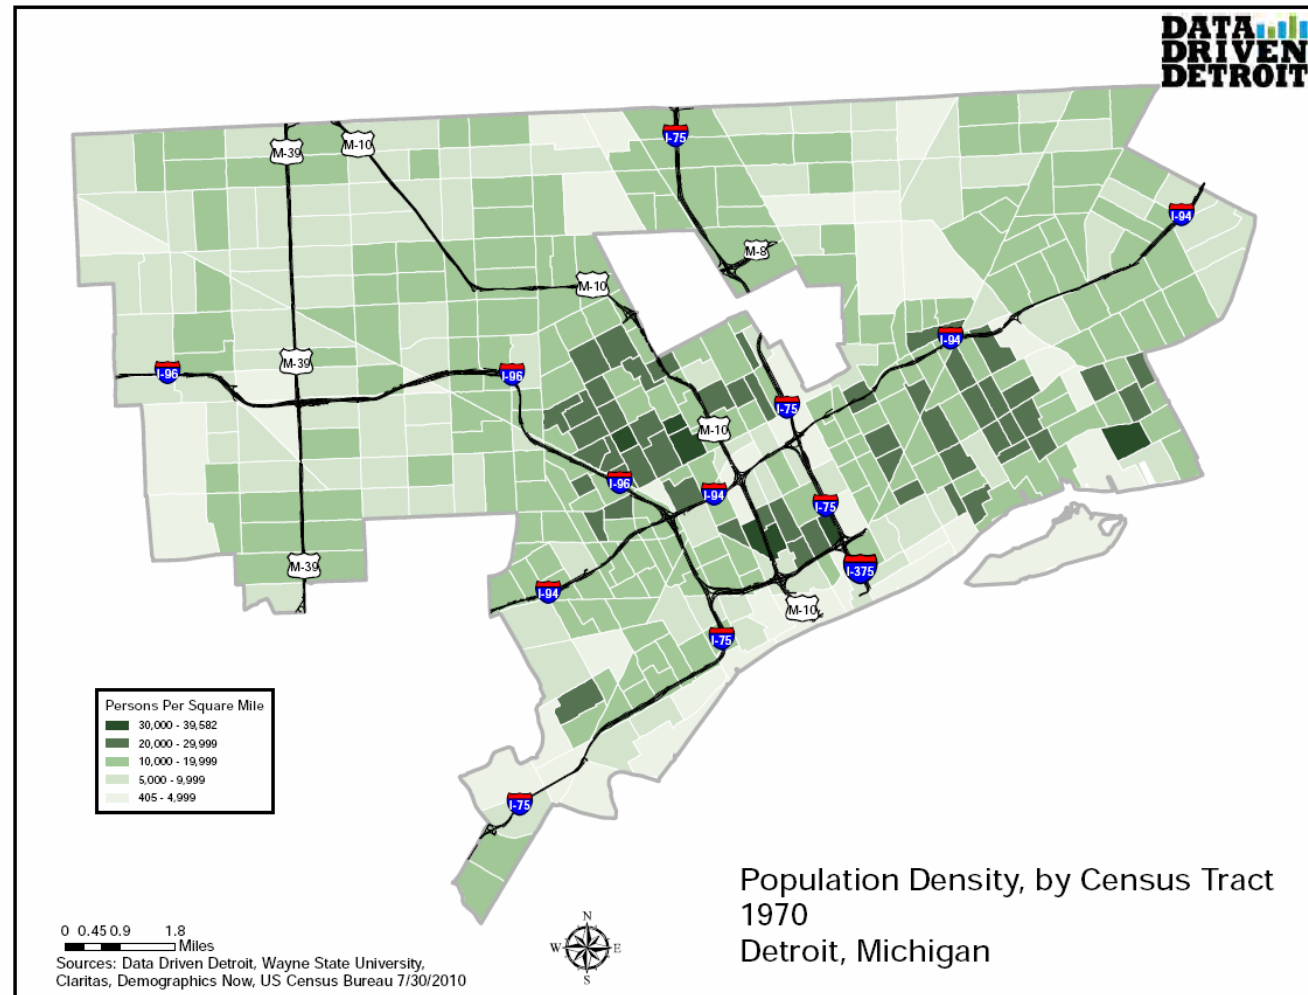 DATA
DRIVEN
DETROIT
M-39
M-10
I-75
I-94
M-8
M-10
I-94
M-39
I-96
I-96
I-75
M-10
I-96
I-94
I-75
M-39
I-375
I-94
M-10
I-75
Persons Per Square Mile
30,000 - 39,582
20,000 - 29,999
10,000 - 19,999
5,000 - 9,999
405 - 4,999
I-75
Population Density, by Census Tract
1970
Detroit, Michigan
N
W E
S
0 0.45 0.9 1.8
Miles
Sources: Data Driven Detroit, Wayne State University,
Claritas, Demographics Now, US Census Bureau 7/30/2010